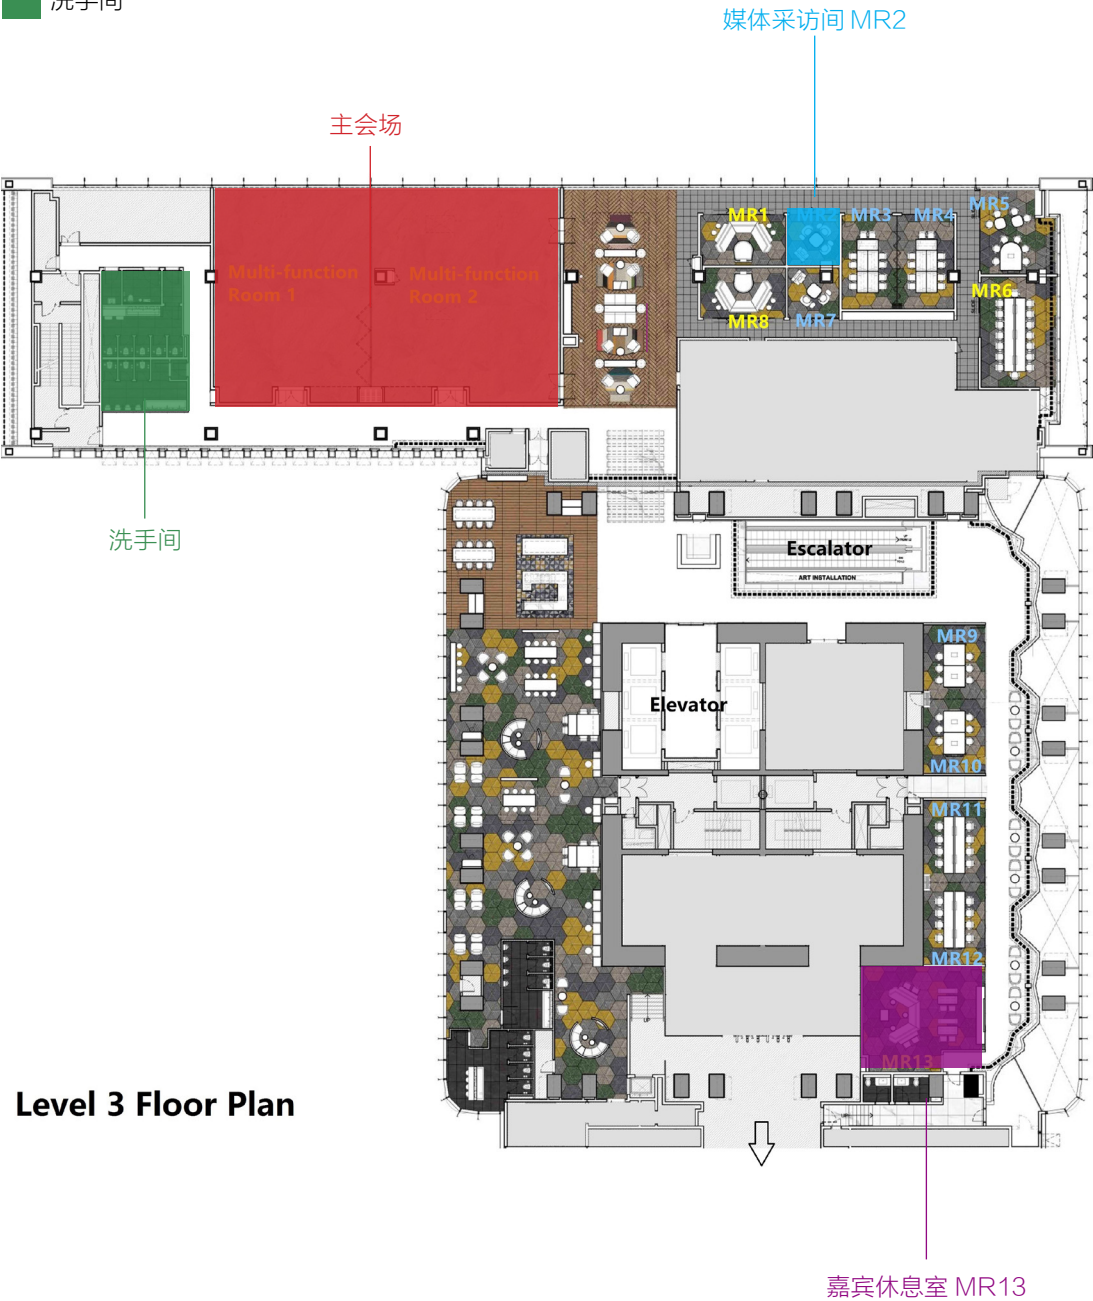 洗手间
媒体采访间 MR2
主会场
MR1
MR2
MR3
MR4
MR5
Multi-function
Room 1
Multi-function
Room 2
MR6
MR8
MR7
洗手间
Escalator
ART INSTALLATION
MR9
Elevator
MR10
MR11
MR12
UP
MR13
Level 3 Floor Plan
嘉宾休息室 MR13